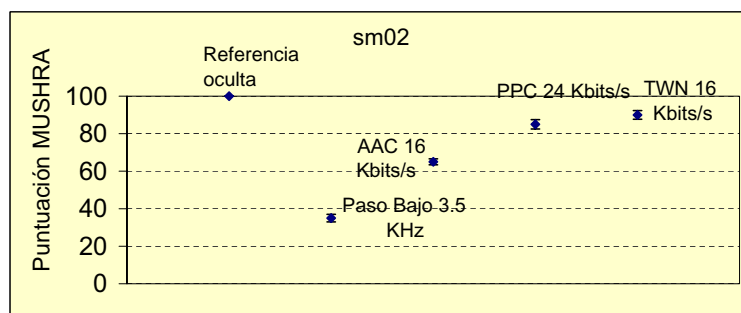 sm02
Referencia
oculta
Puntuación MUSHRA
100
80
60
40
20
0
Paso Bajo 3.5
KHz
AAC 16
Kbits/s
PPC 24 Kbits/s
TWN 16
Kbits/s